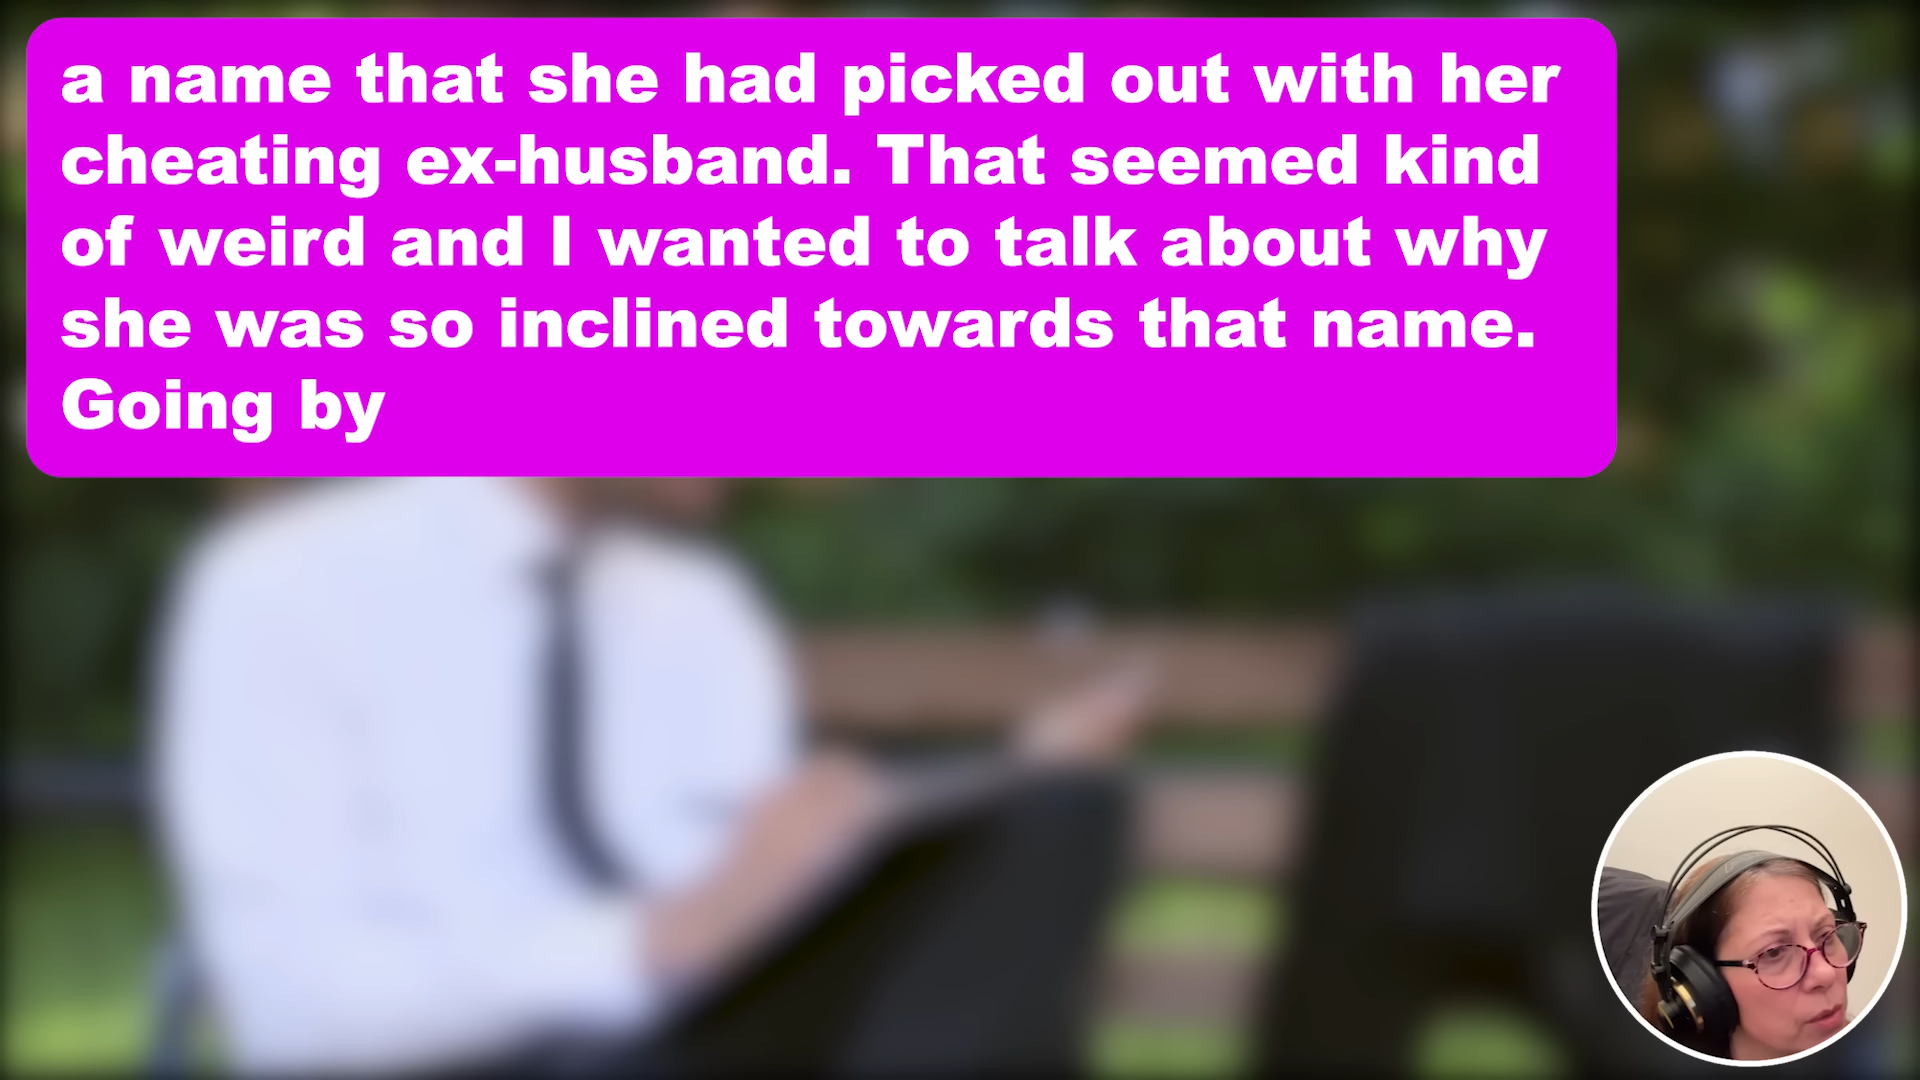 a name that she had picked out with her
cheating ex-husband. That seemed kind
of weird and I wanted to talk about why
she was so inclined towards that name.
Going by